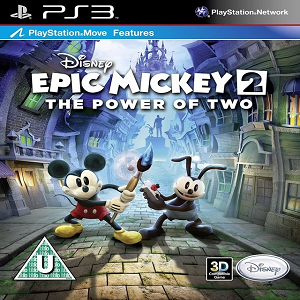 PS3
PlayStation®Network
PlayStation®Move Features
Disney
EPIC MICKEY 2
THE POWER OF TWO
U
3D
Disney